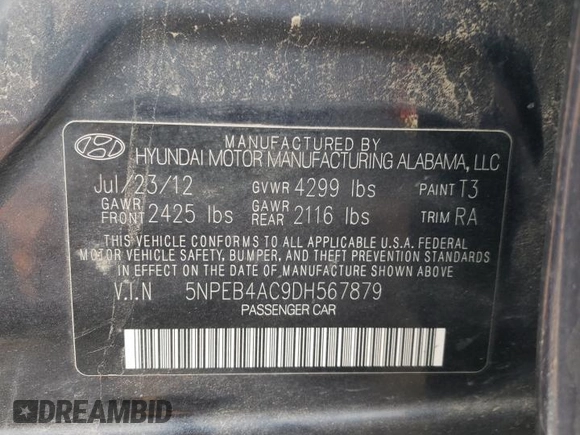 MANUFACTURED BY
HYUNDAI MOTOR MANUFACTURING ALABAMA, LLC
Jul/23/12 GVWR 4299 lbs PAINT T3
GAWR FRONT 2425 lbs GAWR REAR 2116 lbs TRIM RA
THIS VEHICLE CONFORMS TO ALL APPLICABLE U.S.A. FEDERAL
MOTOR VEHICLE SAFETY, BUMPER, AND THEFT PREVENTION STANDARDS
IN EFFECT ON THE DATE OF MANUFACTURE SHOWN ABOVE
V.I.N 5NPEB4AC9DH567879
PASSENGER CAR
DREAMBID